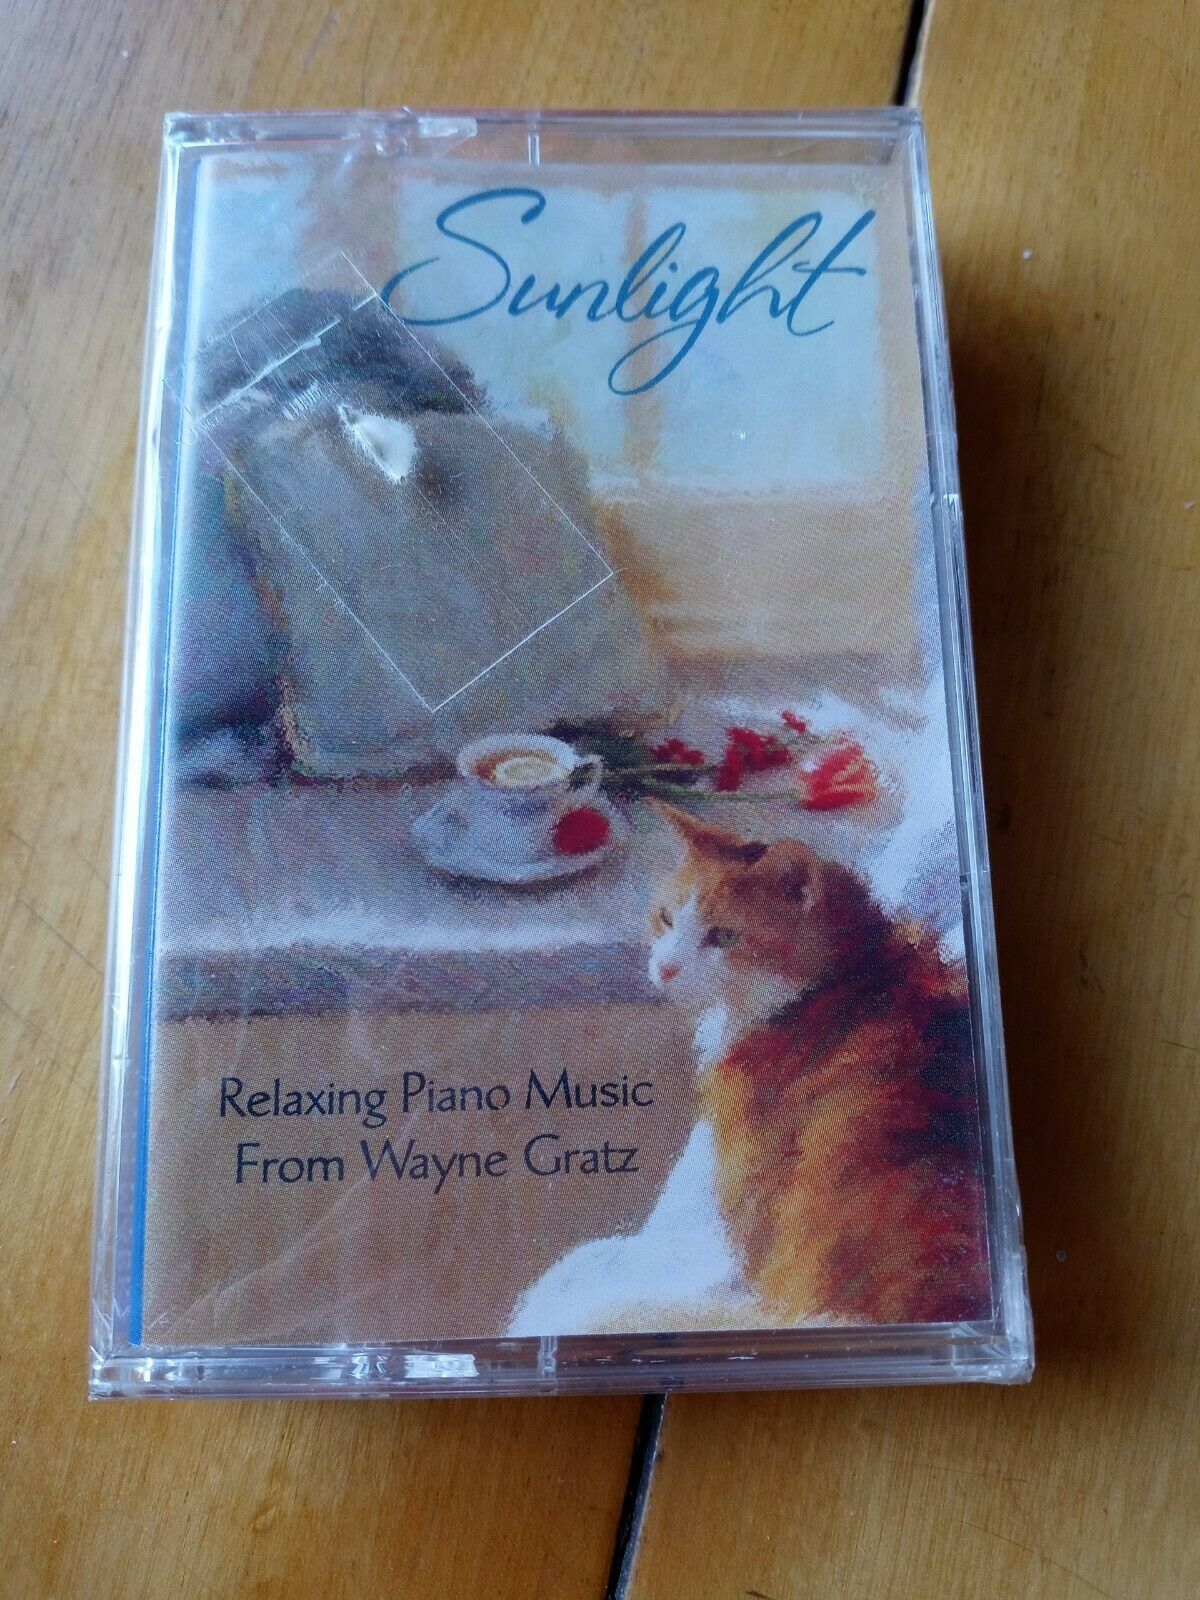 Sunlight
Relaxing Piano Music
From Wayne Gratz